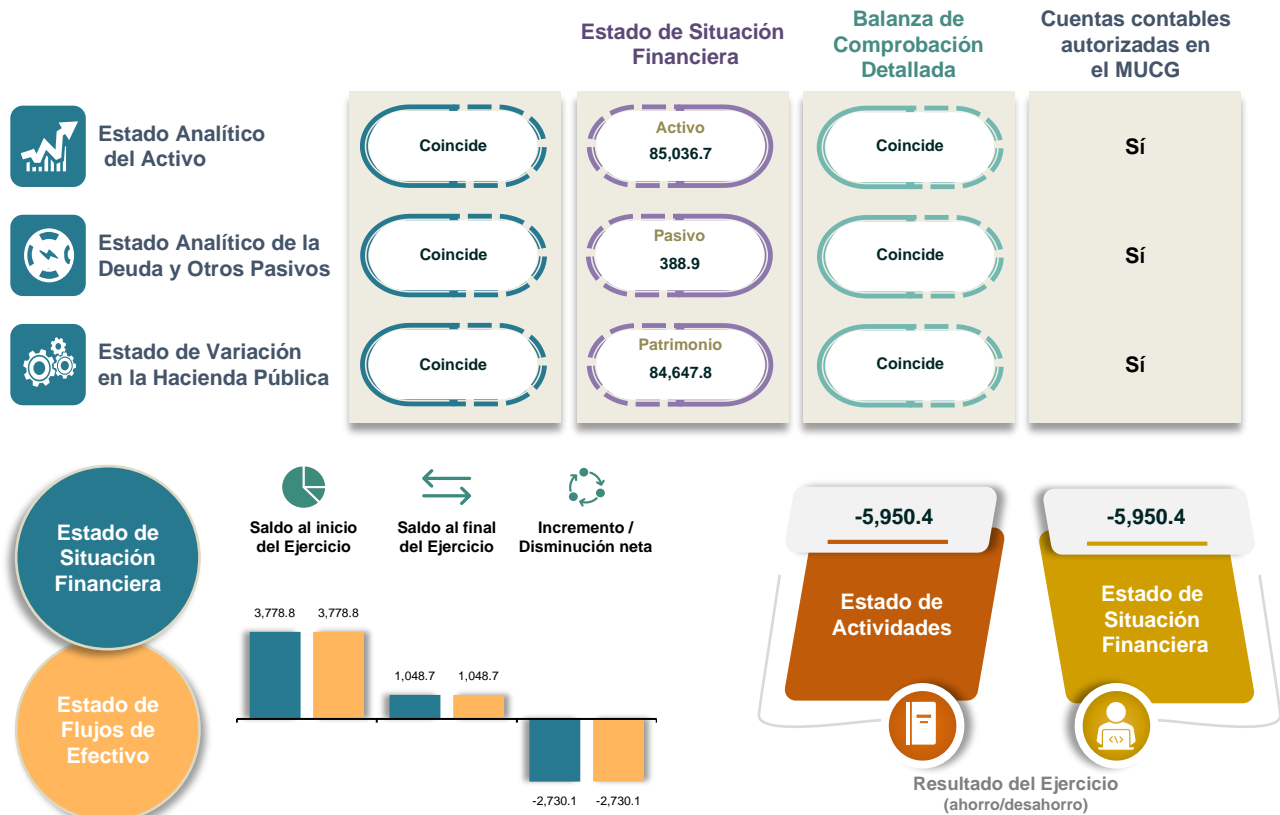 Estado de Situación
Financiera
Balanza de
Comprobación
Detallada
Cuentas contables
autorizadas en
el MUCG
Estado Analítico
del Activo
Coincide
Activo
85,036.7
Coincide
Sí
Estado Analítico de la
Deuda y Otros Pasivos
Coincide
Pasivo
388.9
Coincide
Sí
Estado de Variación
en la Hacienda Pública
Coincide
Patrimonio
84,647.8
Coincide
Sí
Estado de
Situación
Financiera
Estado de
Flujos de
Efectivo
Saldo al inicio
del Ejercicio
Saldo al final
del Ejercicio
Incremento /
Disminución neta
3,778.8
3,778.8
1,048.7
1,048.7
-2,730.1
-2,730.1
-5,950.4
Estado de
Actividades
-5,950.4
Estado de
Situación
Financiera
Resultado del Ejercicio
(ahorro/desahorro)